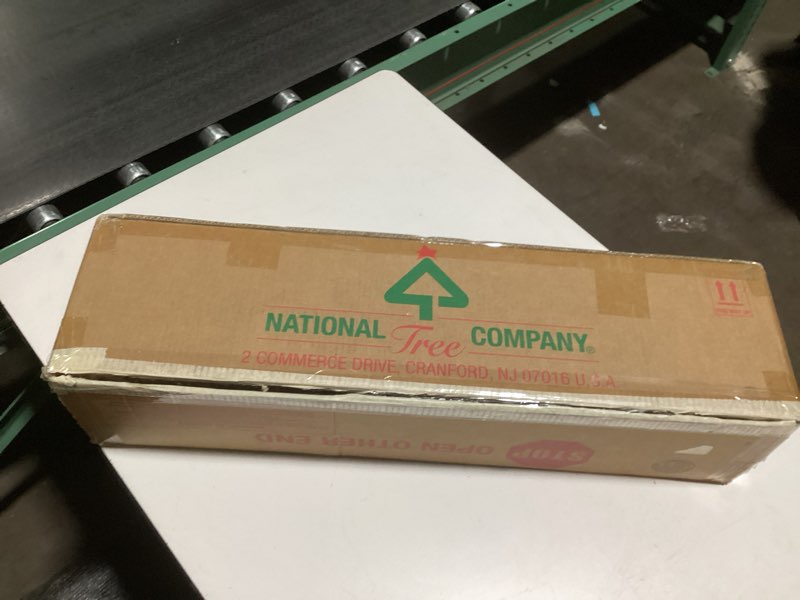 NATIONAL Tree COMPANY®
2 COMMERCE DRIVE, CRANFORD, NJ 07016 U.S.A.
STOP OPEN OTHER END